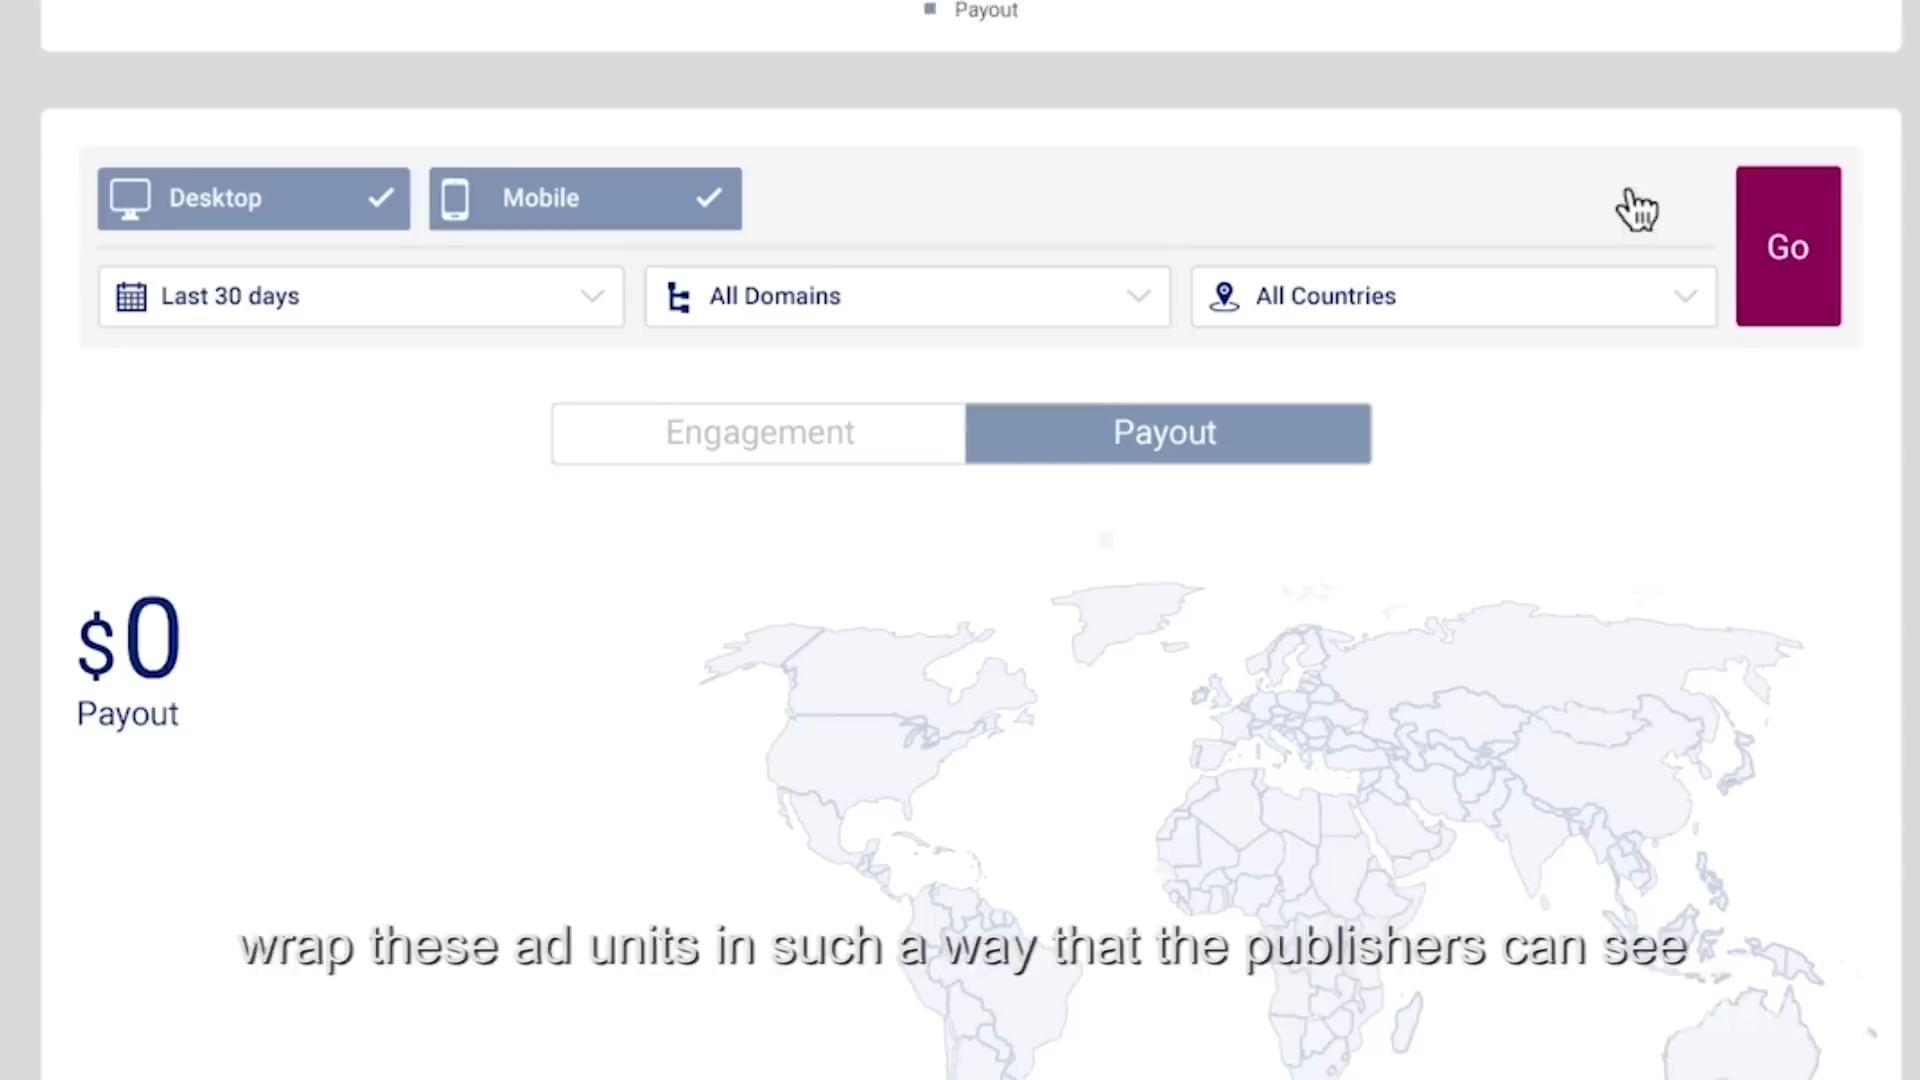 Payout
Desktop
Mobile
Go
Last 30 days
All Domains
All Countries
Engagement
Payout
$0
Payout
wrap these ad units in such a way that the publishers can see